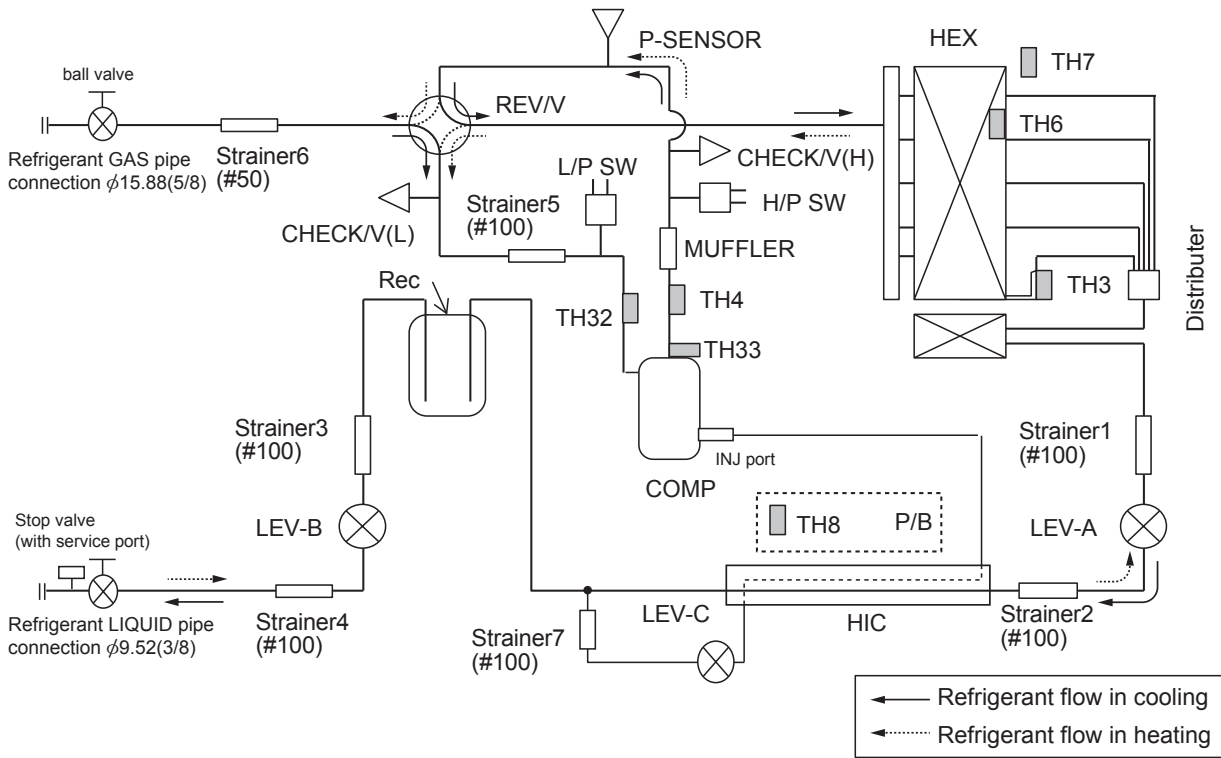 P-SENSOR
HEX
TH7
ball valve
REV/V
TH6
Refrigerant GAS pipe
connection ϕ15.88(5/8)
Strainer6
(#50)
L/P SW
CHECK/V(H)
Strainer5
(#100)
H/P SW
CHECK/V(L)
MUFFLER
Rec
TH32
TH4
TH3
Distributer
TH33
Strainer3
(#100)
Strainer1
(#100)
INJ port
COMP
Stop valve
(with service port)
LEV-B
TH8
P/B
LEV-A
Refrigerant LIQUID pipe
connection ϕ9.52(3/8)
Strainer4
(#100)
LEV-C
HIC
Strainer2
(#100)
Strainer7
(#100)
Refrigerant flow in cooling
Refrigerant flow in heating